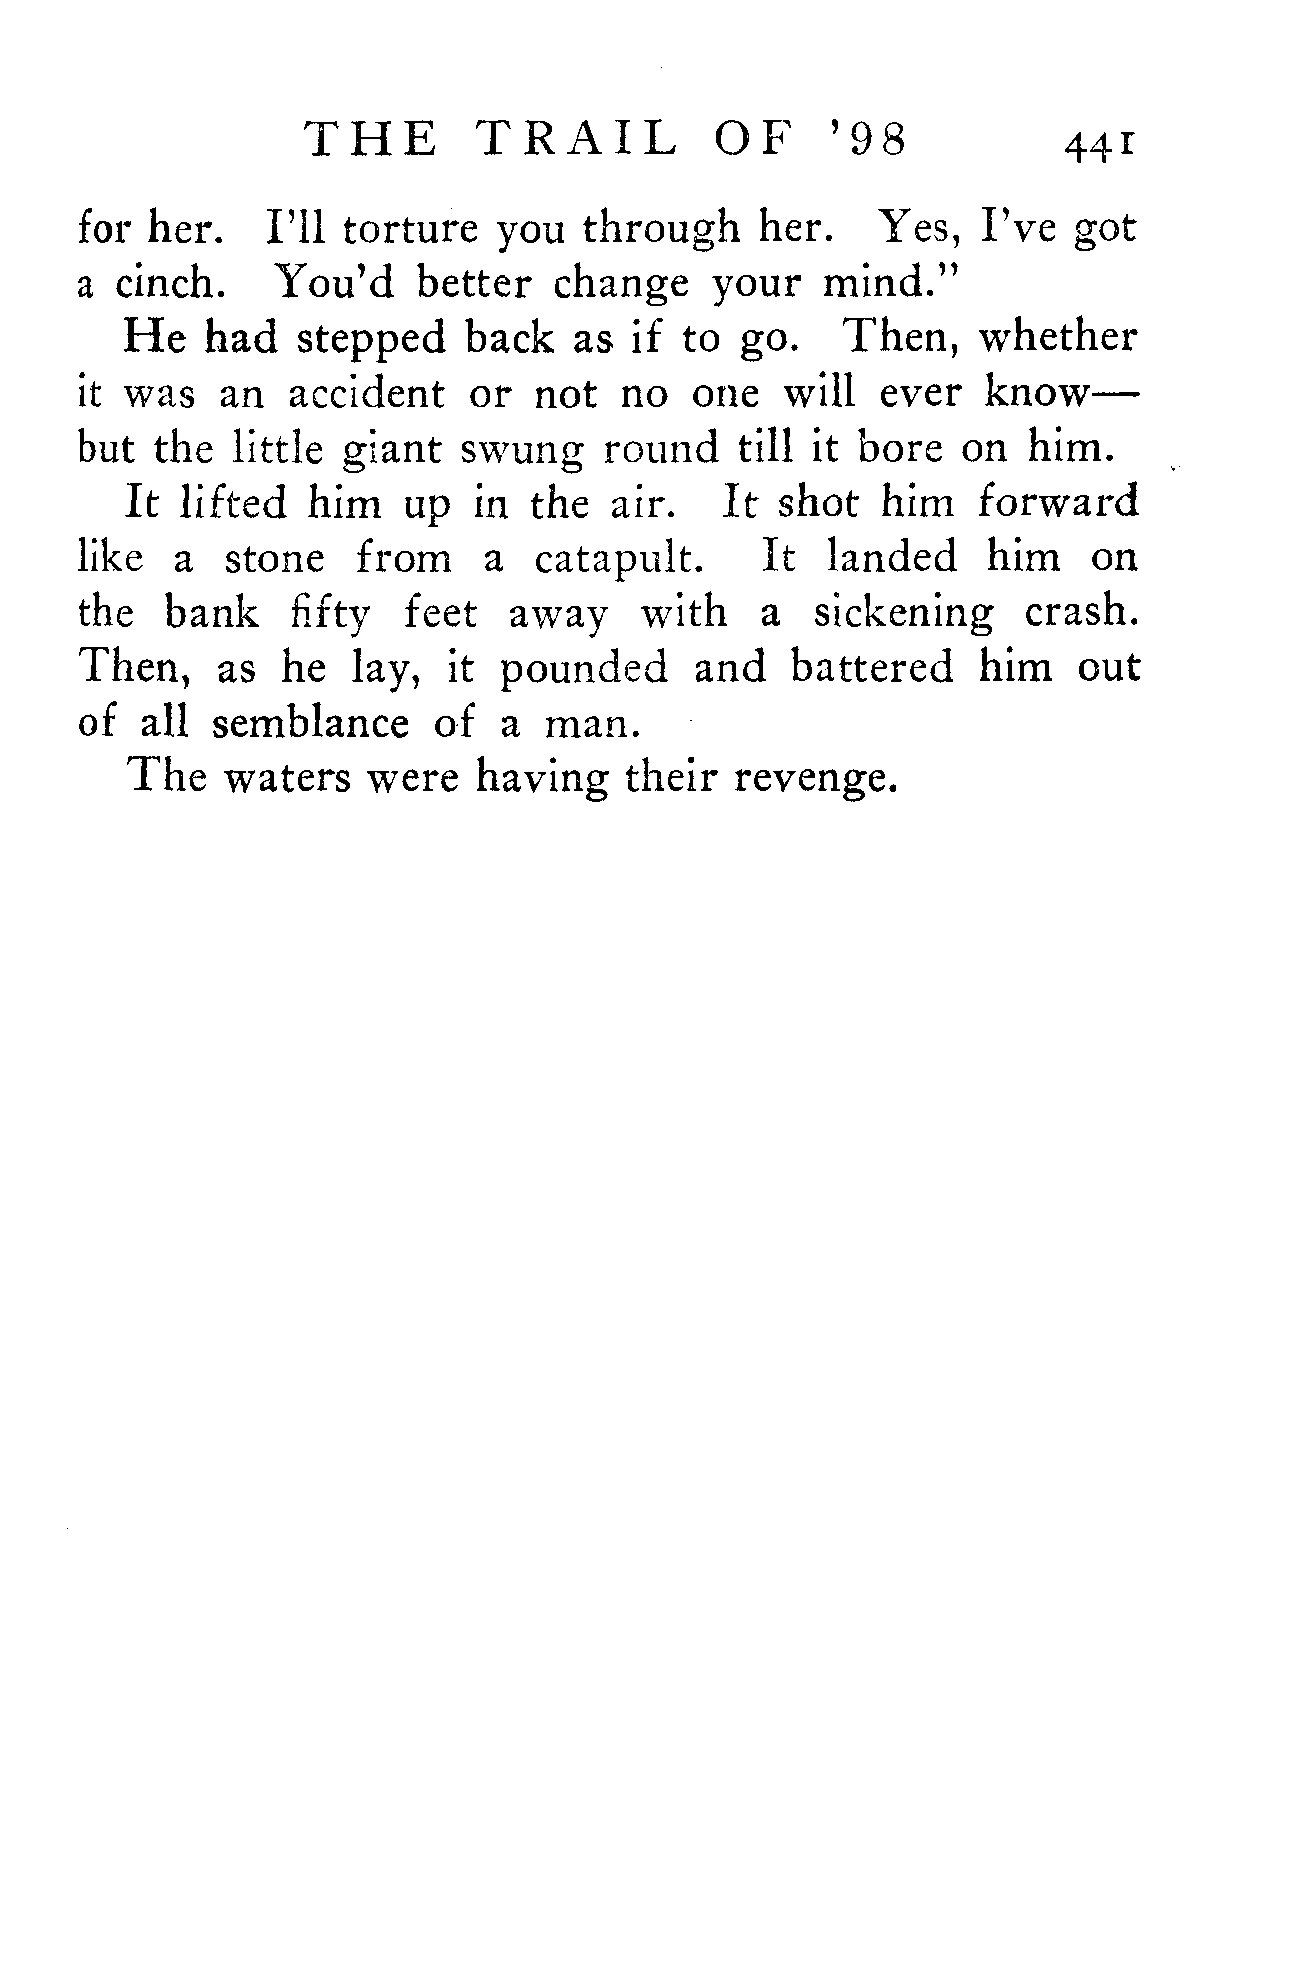 THE TRAIL OF '98 441
for her. I'll torture you through her. Yes, I've got
a cinch. You'd better change your mind."
He had stepped back as if to go. Then, whether
it was an accident or not no one will ever know—
but the little giant swung round till it bore on him.
It lifted him up in the air. It shot him forward
like a stone from a catapult. It landed him on
the bank fifty feet away with a sickening crash.
Then, as he lay, it pounded and battered him out
of all semblance of a man.
The waters were having their revenge.